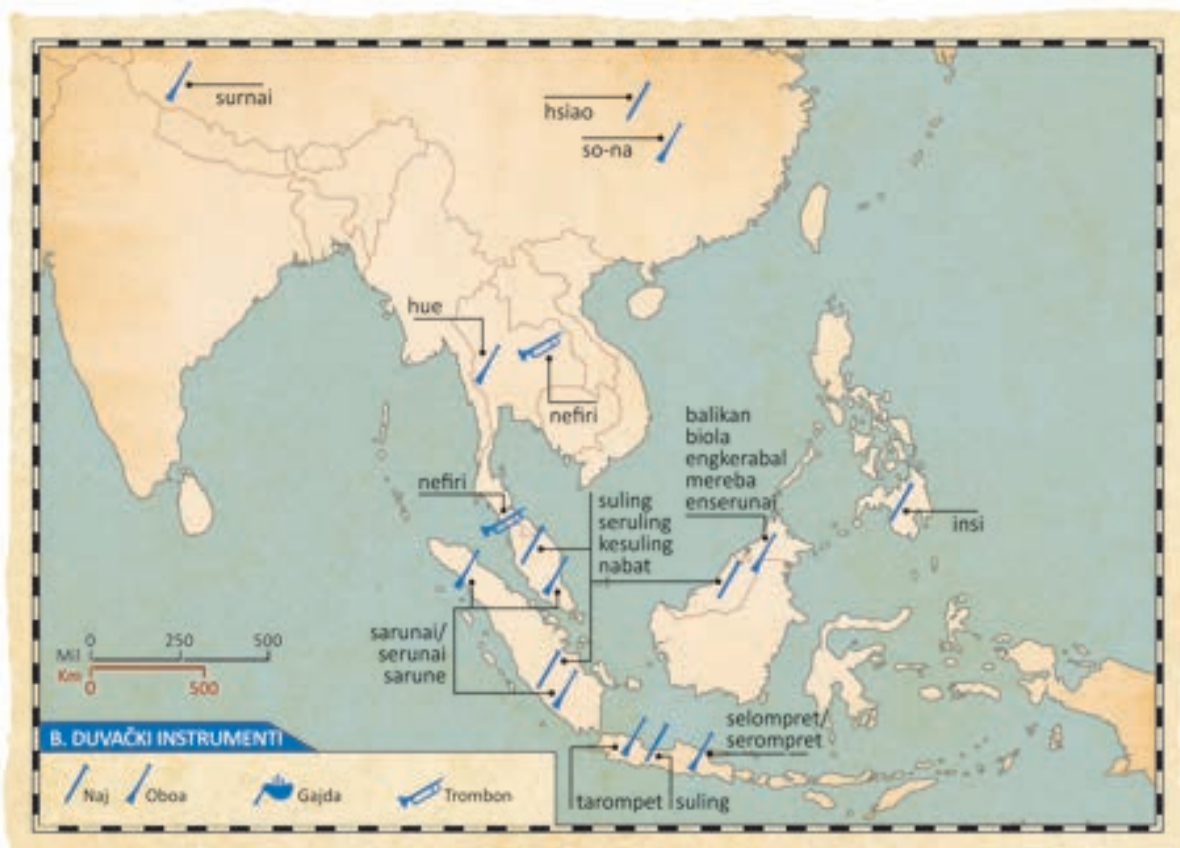 surnai
hsiao
so-na
hue
nefiri
nefiri
balikan
biola
engkerabal
mereba
enserunai
suling
seruling
kesuling
nabat
insi
sarunai/
serunai
sarune
0 250 500
Mil
Km
0 500
selompret/
serompret
tarompet
suling
B. DUVAČKI INSTRUMENTI
Naj
Oboa
Gajda
Trombon